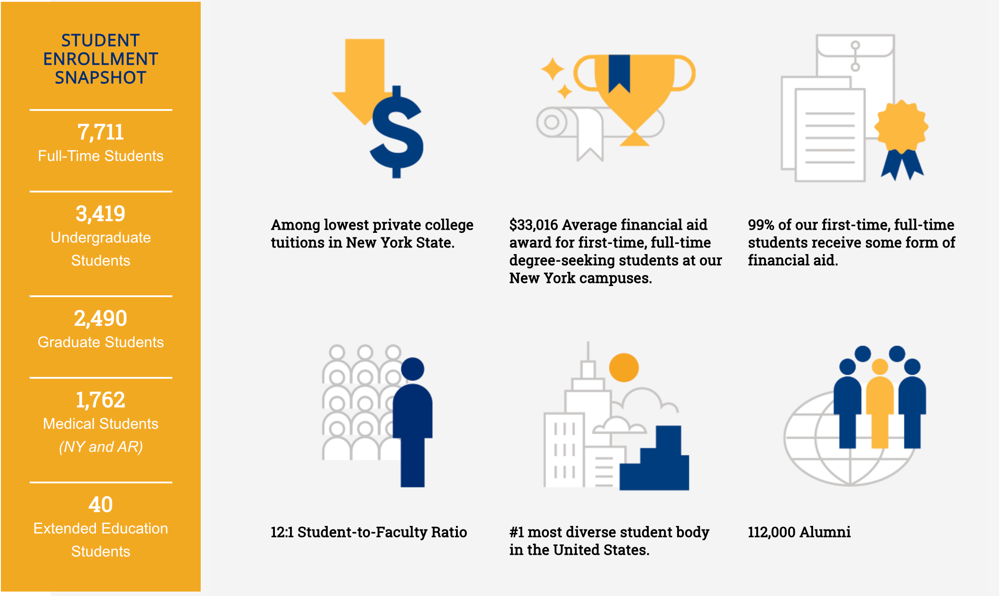 STUDENT
ENROLLMENT
SNAPSHOT
7,711
Full-Time Students
3,419
Undergraduate
Students
2,490
Graduate Students
1,762
Medical Students
(NY and AR)
40
Extended Education
Students
Among lowest private college
tuitions in New York State.
$33,016 Average financial aid
award for first-time, full-time
degree-seeking students at our
New York campuses.
99% of our first-time, full-time
students receive some form of
financial aid.
12:1 Student-to-Faculty Ratio
#1 most diverse student body
in the United States.
112,000 Alumni